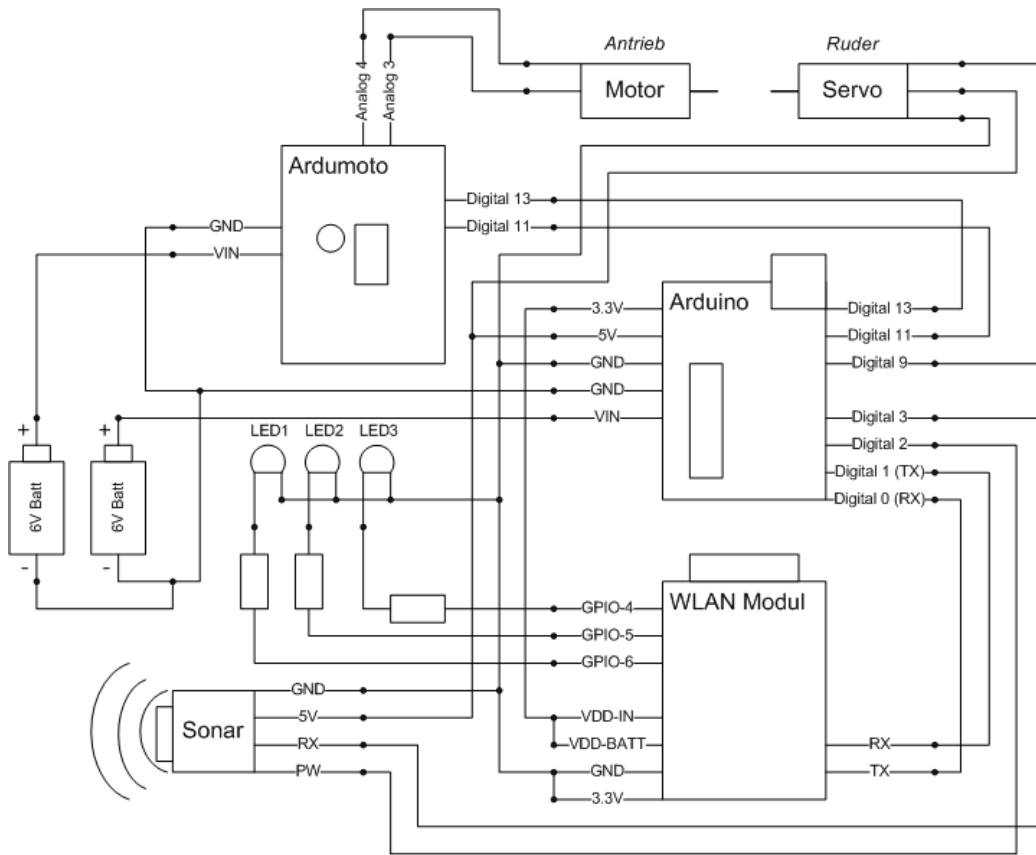 Antrieb
Ruder
Motor
Servo
Analog 4
Analog 3
Ardumoto
Digital 13
Digital 11
GND
VIN
Arduino
3.3V
5V
GND
GND
VIN
Digital 13
Digital 11
Digital 9
Digital 3
Digital 2
Digital 1 (TX)
Digital 0 (RX)
+
6V Batt
-
+
6V Batt
-
LED1
LED2
LED3
WLAN Modul
GPIO-4
GPIO-5
GPIO-6
VDD-IN
VDD-BATT
GND
3.3V
RX
TX
Sonar
GND
5V
RX
PW